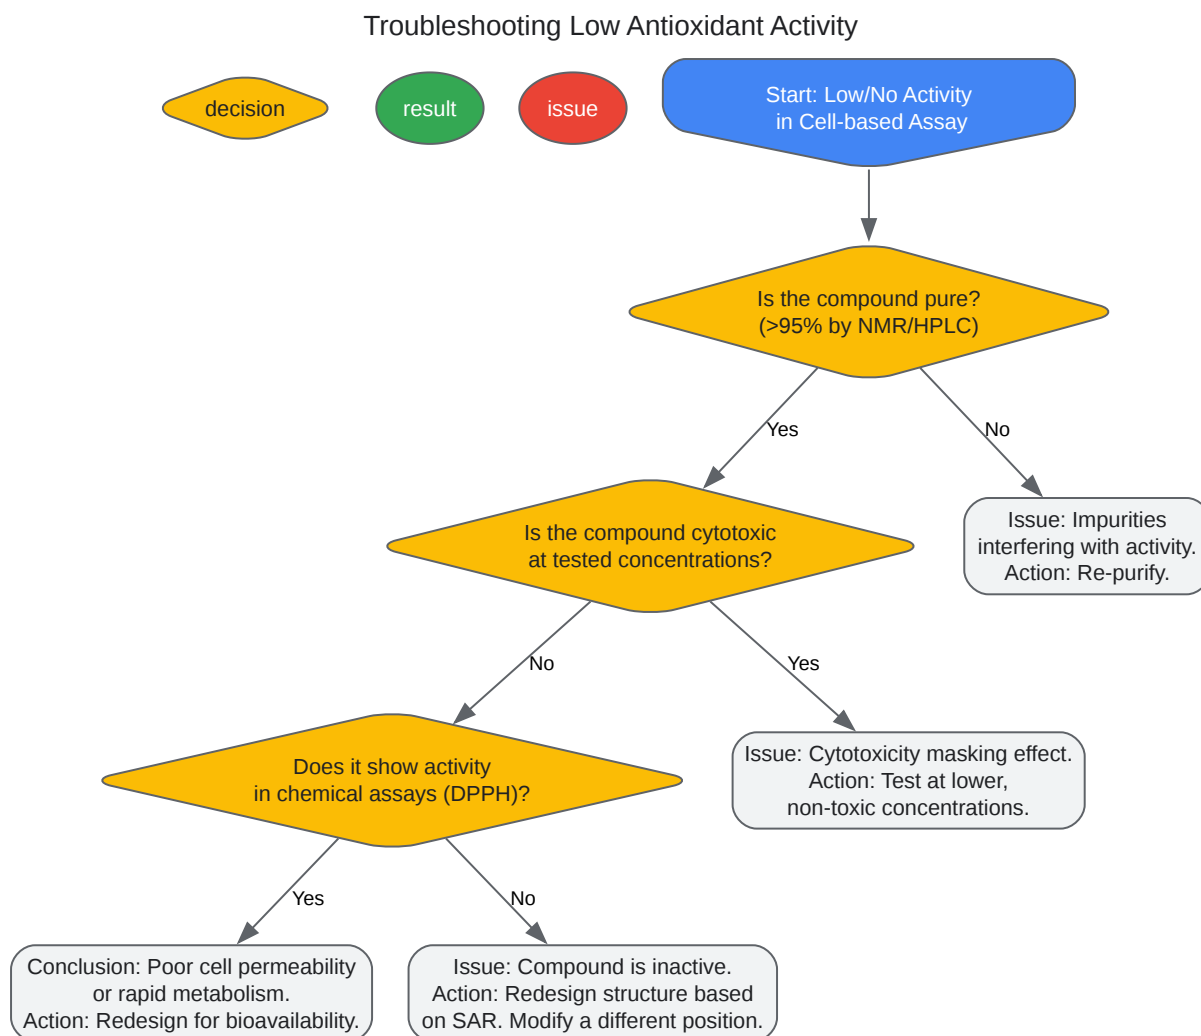 Troubleshooting Low Antioxidant Activity
decision
result
issue
Start: Low/No Activity
in Cell-based Assay
Is the compound pure?
(>95% by NMR/HPLC)
Yes
No
Issue: Impurities
interfering with activity.
Action: Re-purify.
Is the compound cytotoxic
at tested concentrations?
No
Yes
Issue: Cytotoxicity masking effect.
Action: Test at lower,
non-toxic concentrations.
Does it show activity
in chemical assays (DPPH)?
Yes
No
Conclusion: Poor cell permeability
or rapid metabolism.
Action: Redesign for bioavailability.
Issue: Compound is inactive.
Action: Redesign structure based
on SAR. Modify a different position.